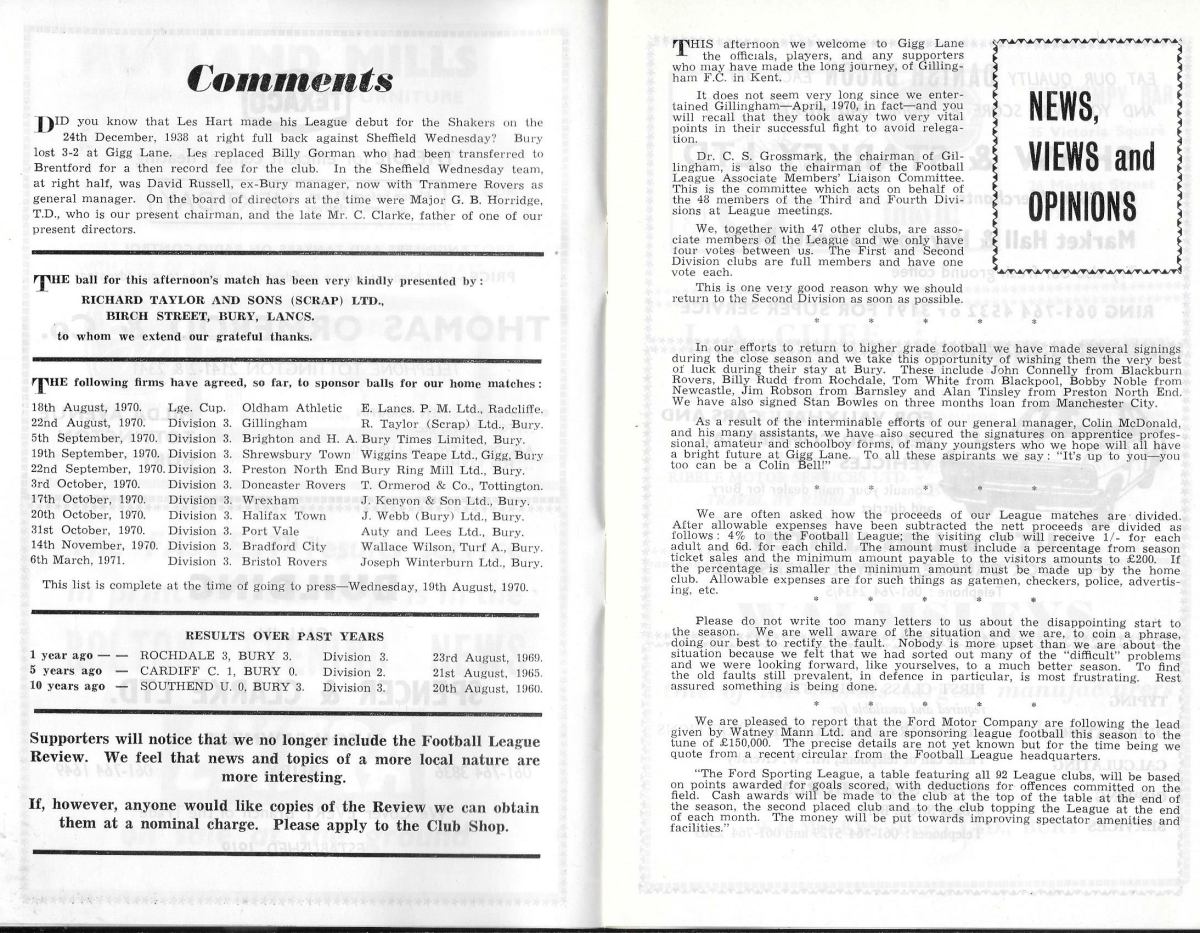 Comments
DID you know that Les Hart made his League debut for the Shakers on the
24th December, 1938 at right full back against Sheffield Wednesday? Bury
lost 3-2 at Gigg Lane. Les replaced Billy Gorman who had been transferred to
Brentford for a then record fee for the club. In the Sheffield Wednesday team,
at right half, was David Russell, ex-Bury manager, now with Tranmere Rovers as
general manager. On the board of directors at the time were Major G. B. Horridge,
T.D., who is our present chairman, and the late Mr. C. Clarke, father of one of our
present directors.
THE ball for this afternoon's match has been very kindly presented by:
RICHARD TAYLOR AND SONS (SCRAP) LTD.,
BIRCH STREET, BURY, LANCS.
to whom we extend our grateful thanks.
THE following firms have agreed, so far, to sponsor balls for our home matches:
18th August, 1970. Lge. Cup. Oldham Athletic E. Lancs. P. M. Ltd., Radcliffe.
22nd August, 1970. Division 3. Gillingham R. Taylor (Scrap) Ltd., Bury.
5th September, 1970. Division 3. Brighton and H. A. Bury Times Limited, Bury.
19th September, 1970. Division 3. Shrewsbury Town Wiggins Teape Ltd., Gigg, Bury
22nd September, 1970. Division 3. Preston North End Bury Ring Mill Ltd., Bury.
3rd October, 1970. Division 3. Doncaster Rovers T. Ormerod & Co., Tottington.
17th October, 1970. Division 3. Wrexham J. Kenyon & Son Ltd., Bury.
20th October, 1970. Division 3. Halifax Town J. Webb (Bury) Ltd., Bury.
31st October, 1970. Division 3. Port Vale Auty and Lees Ltd., Bury.
14th November, 1970. Division 3. Bradford City Wallace Wilson, Turf A., Bury.
6th March, 1971. Division 3. Bristol Rovers Joseph Winterburn Ltd., Bury.
This list is complete at the time of going to press—Wednesday, 19th August, 1970.
RESULTS OVER PAST YEARS
1 year ago — — ROCHDALE 3, BURY 3. Division 3. 23rd August, 1969.
5 years ago — CARDIFF C. 1, BURY 0. Division 2. 21st August, 1965.
10 years ago — SOUTHEND U. 0, BURY 3. Division 3. 20th August, 1960.
Supporters will notice that we no longer include the Football League
Review. We feel that news and topics of a more local nature are
more interesting.
If, however, anyone would like copies of the Review we can obtain
them at a nominal charge. Please apply to the Club Shop.
NEWS,
VIEWS and
OPINIONS
THIS afternoon we welcome to Gigg Lane
the officials, players, and any supporters
who may have made the long journey, of Gilling-
ham F.C. in Kent.
It does not seem very long since we enter-
tained Gillingham—April, 1970, in fact—and you
will recall that they took away two very vital
points in their successful fight to avoid relega-
tion.
Dr. C. S. Grossmark, the chairman of Gil-
lingham, is also the chairman of the Football
League Associate Members' Liaison Committee.
This is the committee which acts on behalf of
the 48 members of the Third and Fourth Divi-
sions at League meetings.
We, together with 47 other clubs, are asso-
ciate members of the League and we only have
four votes between us. The First and Second
Division clubs are full members and have one
vote each.
This is one very good reason why we should
return to the Second Division as soon as possible.
* * * * *
In our efforts to return to higher grade football we have made several signings
during the close season and we take this opportunity of wishing them the very best
of luck during their stay at Bury. These include John Connelly from Blackburn
Rovers, Billy Rudd from Rochdale, Tom White from Blackpool, Bobby Noble from
Newcastle, Jim Robson from Barnsley and Alan Tinsley from Preston North End.
We have also signed Stan Bowles on three months loan from Manchester City.
As a result of the interminable efforts of our general manager, Colin McDonald,
and his many assistants, we have also secured the signatures on apprentice profes-
sional, amateur and schoolboy forms, of many youngsters who we hope will all have
a bright future at Gigg Lane. To all these aspirants we say: "It's up to you—you
too can be a Colin Bell!"
* * * * *
We are often asked how the proceeds of our League matches are divided.
After allowable expenses have been subtracted the nett proceeds are divided as
follows: 4% to the Football League; the visiting club will receive 1/- for each
adult and 6d. for each child. The amount must include a percentage from season
ticket sales and the minimum amount payable to the visitors amounts to £200. If
the percentage is smaller the minimum amount must be made up by the home
club. Allowable expenses are for such things as gatemen, checkers, police, advertis-
ing, etc.
* * * * *
Please do not write too many letters to us about the disappointing start to
the season. We are well aware of the situation and we are, to coin a phrase,
doing our best to rectify the fault. Nobody is more upset than we are about the
situation because we felt that we had sorted out many of the "difficult" problems
and we were looking forward, like yourselves, to a much better season. To find
the old faults still prevalent, in defence in particular, is most frustrating. Rest
assured something is being done.
* * * * *
We are pleased to report that the Ford Motor Company are following the lead
given by Watney Mann Ltd. and are sponsoring league football this season to the
tune of £150,000. The precise details are not yet known but for the time being we
quote from a recent circular from the Football League headquarters.
"The Ford Sporting League, a table featuring all 92 League clubs, will be based
on points awarded for goals scored, with deductions for offences committed on the
field. Cash awards will be made to the club at the top of the table at the end of
the season, the second placed club and to the club topping the League at the end
of each month. The money will be put towards improving spectator amenities and
facilities."